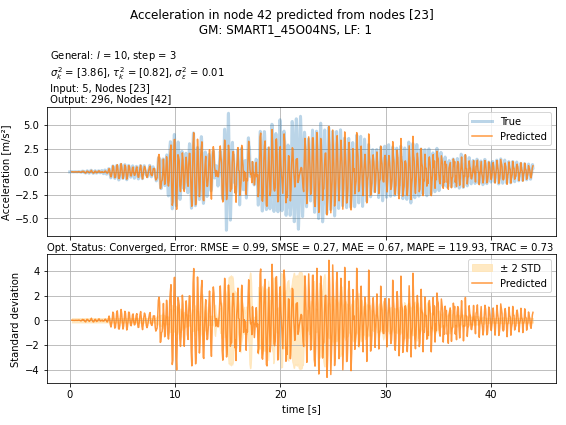 Acceleration in node 42 predicted from nodes [23]
GM: SMART1_45O04NS, LF: 1
General: l = 10, step = 3
σ²ₖ = [3.86], τ²ₖ = [0.82], σ²ε = 0.01
Input: 5, Nodes [23]
Output: 296, Nodes [42]
Acceleration [m/s²]
5.0
2.5
0.0
−2.5
−5.0
True
Predicted
Opt. Status: Converged, Error: RMSE = 0.99, SMSE = 0.27, MAE = 0.67, MAPE = 119.93, TRAC = 0.73
Standard deviation
4
2
0
−2
−4
± 2 STD
Predicted
0 10 20 30 40
time [s]